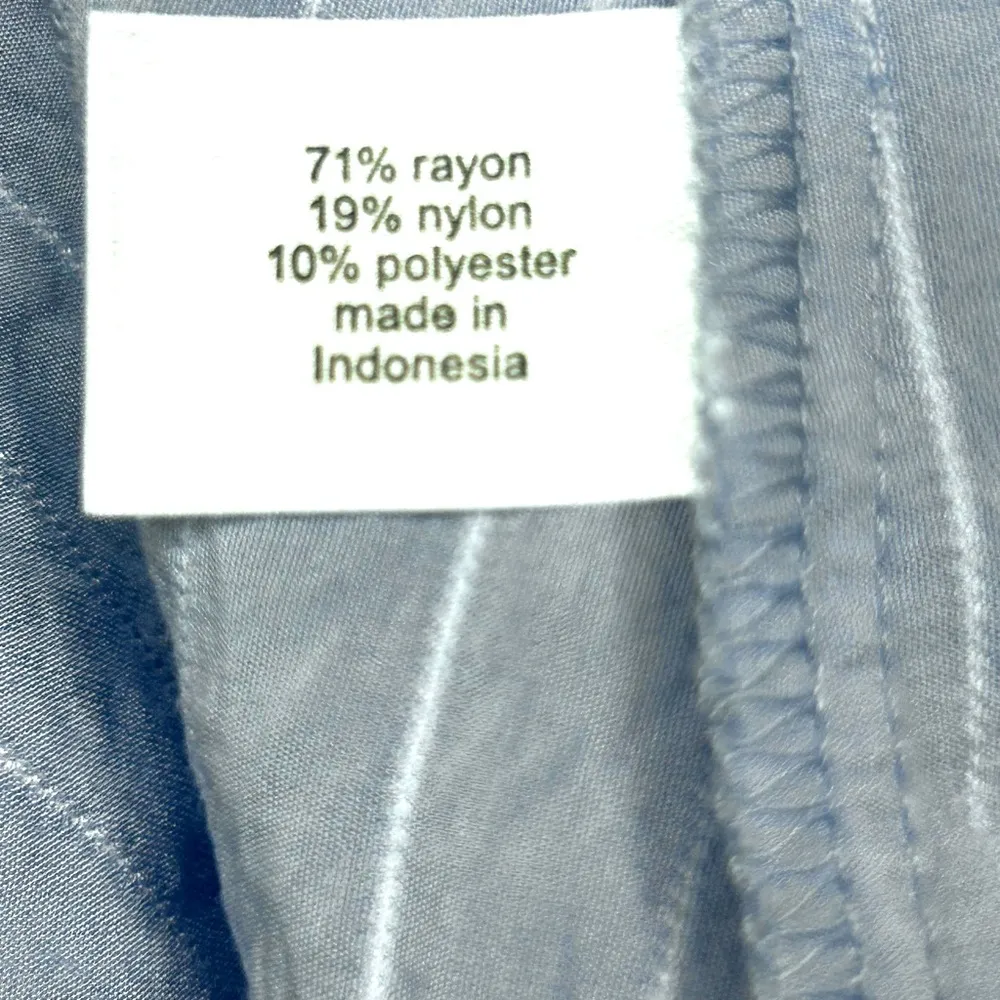 71% rayon
19% nylon
10% polyester
made in
Indonesia